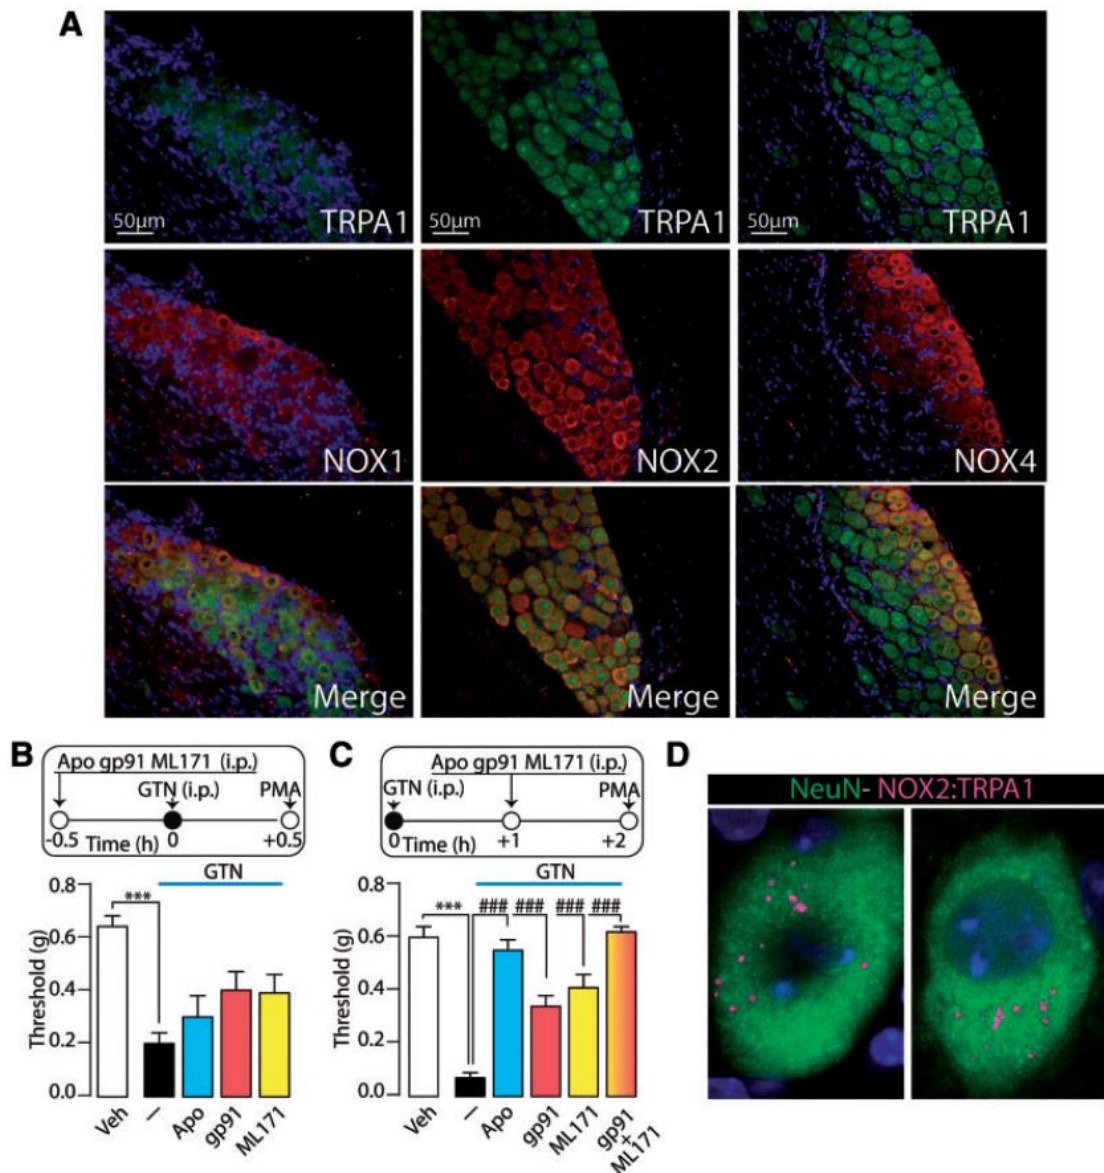 A
50μm
TRPA1
50μm
TRPA1
50μm
TRPA1
NOX1
NOX2
NOX4
Merge
Merge
Merge
B
Apo gp91 ML171 (i.p.)
GTN (i.p.)
PMA
-0.5
Time (h)
0
+0.5
GTN
0.8
0.6
0.4
0.2
0.0
Threshold (g)
***
Veh
–
Apo
gp91
ML171
C
Apo gp91 ML171 (i.p.)
GTN (i.p.)
PMA
0
Time (h)
+1
+2
GTN
0.8
0.6
0.4
0.2
0.0
Threshold (g)
*** ### ### ### ###
Veh
–
Apo
gp91
ML171
gp91
+
ML171
D
NeuN- NOX2:TRPA1